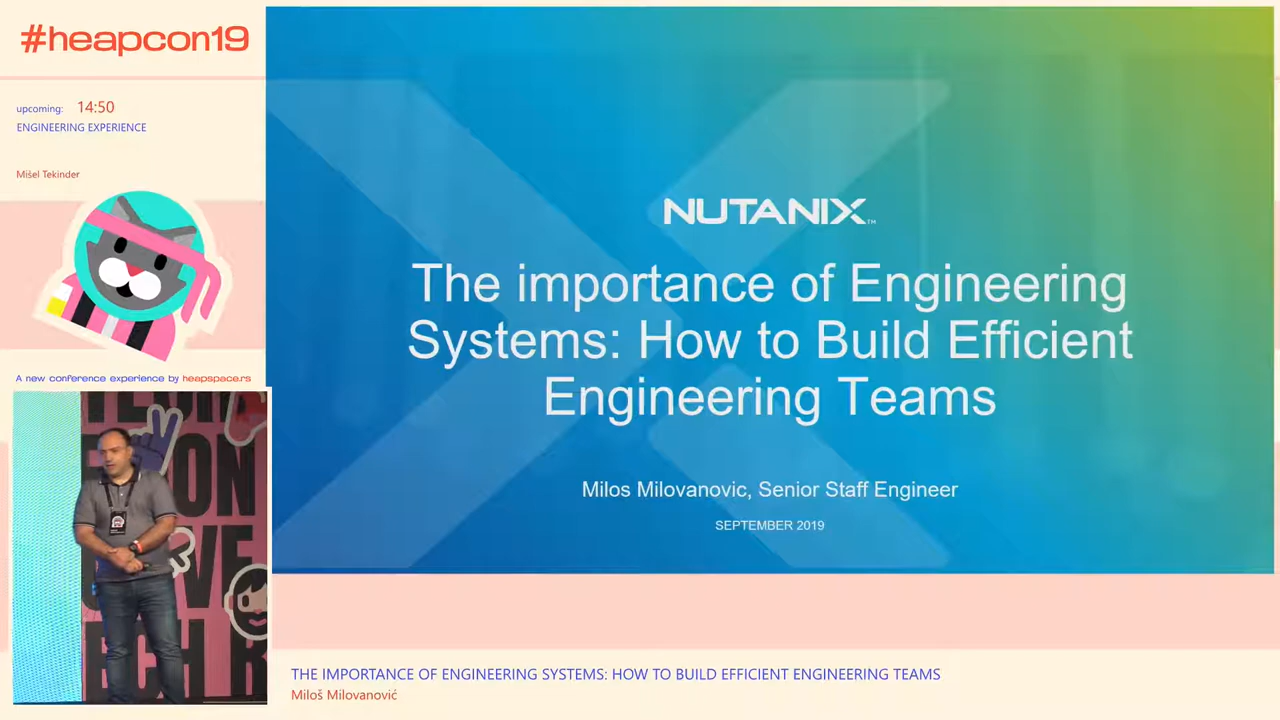 #heapcon19
upcoming: 14:50
ENGINEERING EXPERIENCE
Mišel Tekinder
A new conference experience by heapspace.rs
NUTANIX™
The importance of Engineering
Systems: How to Build Efficient
Engineering Teams
Milos Milovanovic, Senior Staff Engineer
SEPTEMBER 2019
THE IMPORTANCE OF ENGINEERING SYSTEMS: HOW TO BUILD EFFICIENT ENGINEERING TEAMS
Miloš Milovanović